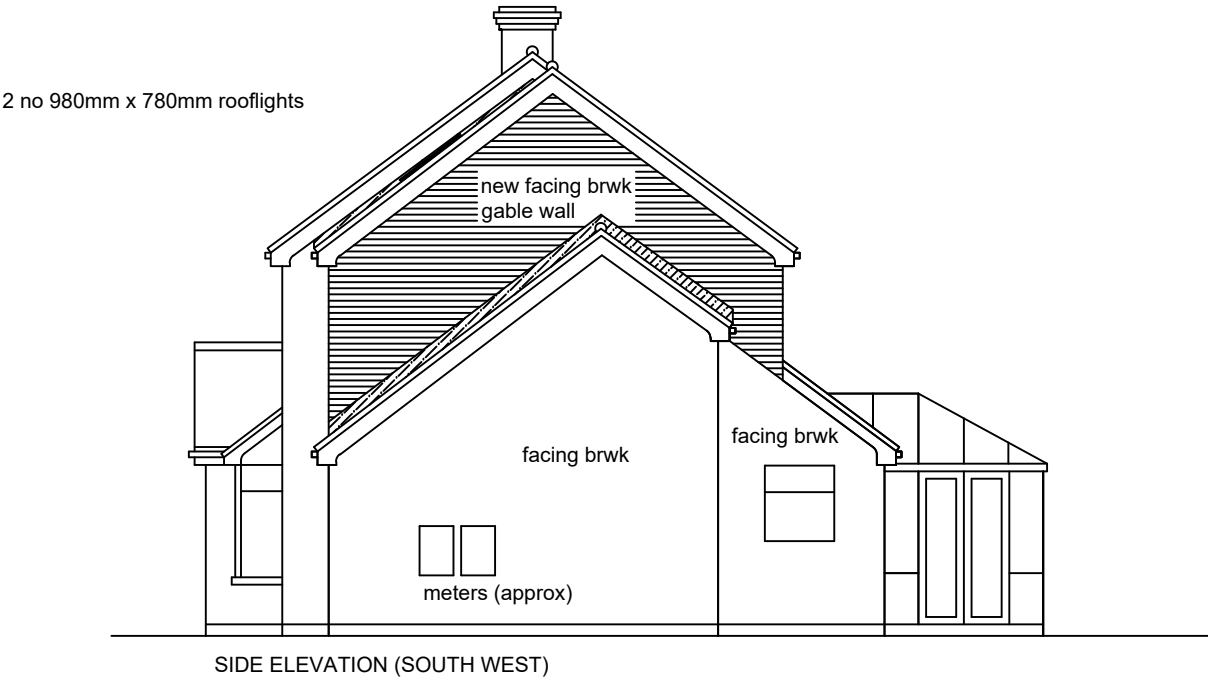 2 no 980mm x 780mm rooflights
new facing brwk
gable wall
facing brwk
facing brwk
meters (approx)
SIDE ELEVATION (SOUTH WEST)